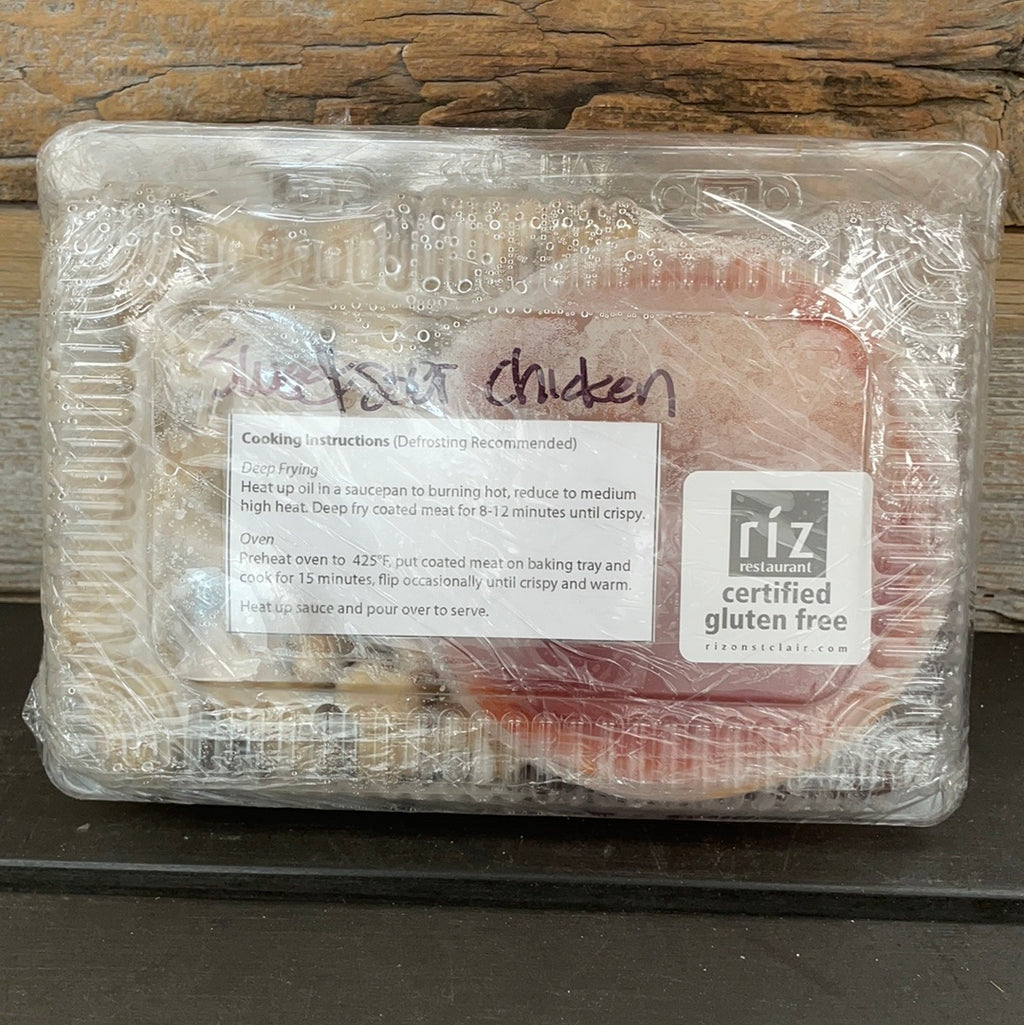 Sweet+sour chicken
Cooking Instructions (Defrosting Recommended)
Deep Frying
Heat up oil in a saucepan to burning hot, reduce to medium
high heat. Deep fry coated meat for 8-12 minutes until crispy.
Oven
Preheat oven to 425°F, put coated meat on baking tray and
cook for 15 minutes, flip occasionally until crispy and warm.
Heat up sauce and pour over to serve.
ríz
restaurant
certified
gluten free
rizonstclair.com